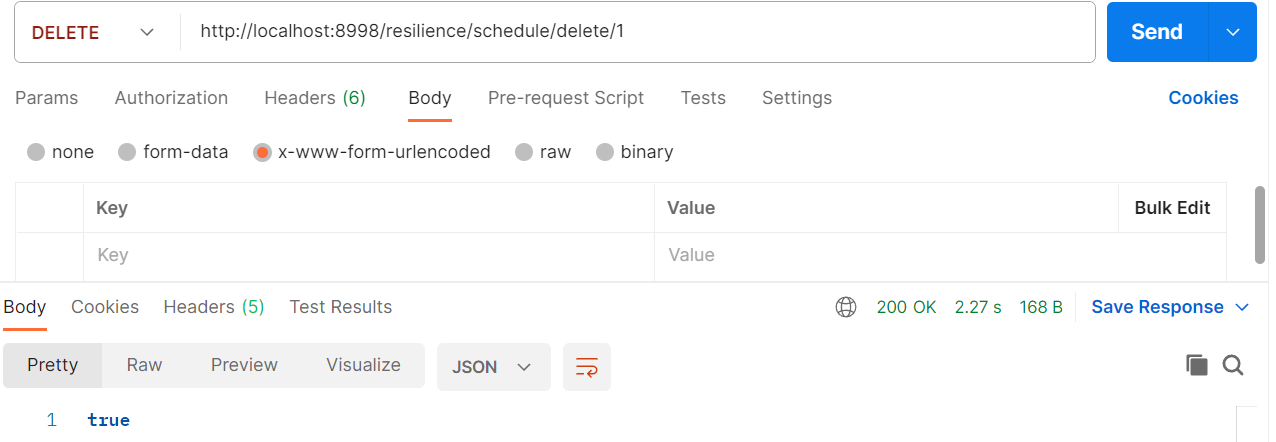 DELETE http://localhost:8998/resilience/schedule/delete/1 Send
Params Authorization Headers (6) Body Pre-request Script Tests Settings Cookies
none form-data x-www-form-urlencoded raw binary
Key Value Bulk Edit
Key Value
Body Cookies Headers (5) Test Results 200 OK 2.27 s 168 B Save Response
Pretty Raw Preview Visualize JSON
1 true